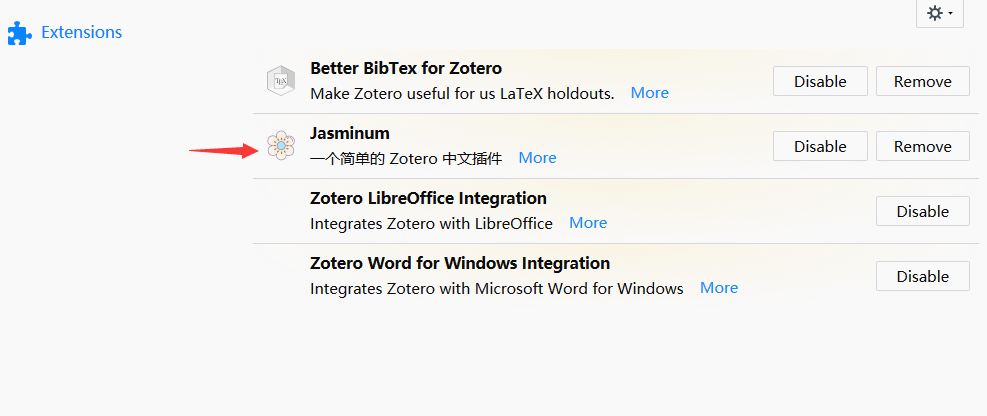 Extensions
Better BibTex for Zotero
Make Zotero useful for us LaTeX holdouts. More
Disable
Remove
Jasminum
一个简单的 Zotero 中文插件 More
Disable
Remove
Zotero LibreOffice Integration
Integrates Zotero with LibreOffice More
Disable
Zotero Word for Windows Integration
Integrates Zotero with Microsoft Word for Windows More
Disable